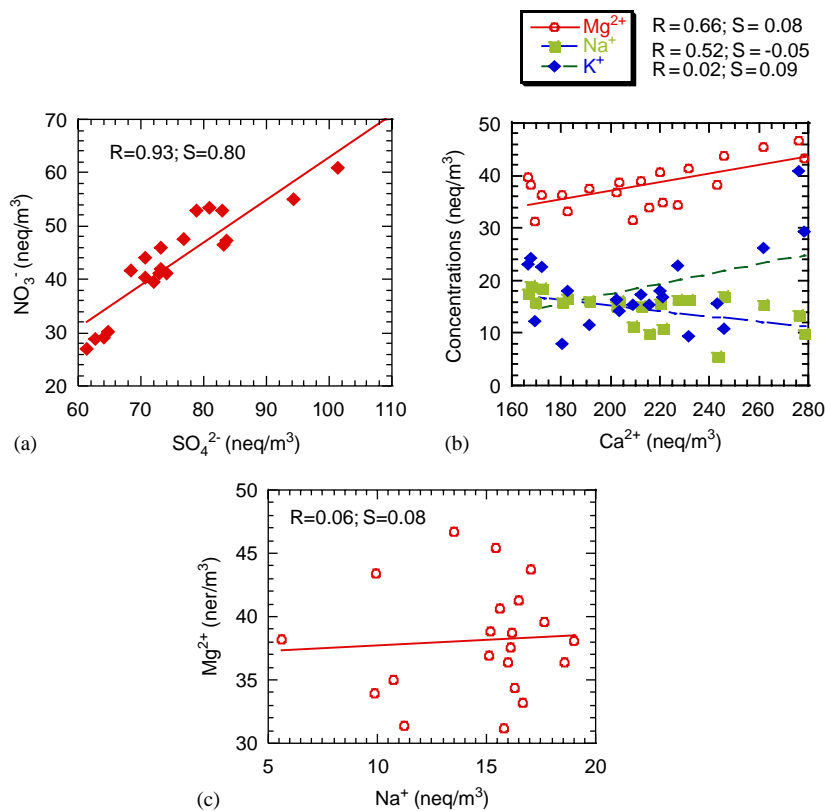 Mg²⁺ R=0.66; S=0.08
Na⁺ R=0.52; S=-0.05
K⁺ R=0.02; S=0.09
70
60
50
40
30
20
NO₃⁻ (neq/m³)
R=0.93; S=0.80
60 70 80 90 100 110
(a) SO₄²⁻ (neq/m³)
50
40
30
20
10
0
Concentrations (neq/m³)
160 180 200 220 240 260 280
(b) Ca²⁺ (neq/m³)
50
45
40
35
30
Mg²⁺ (ner/m³)
R=0.06; S=0.08
5 10 15 20
(c) Na⁺ (neq/m³)